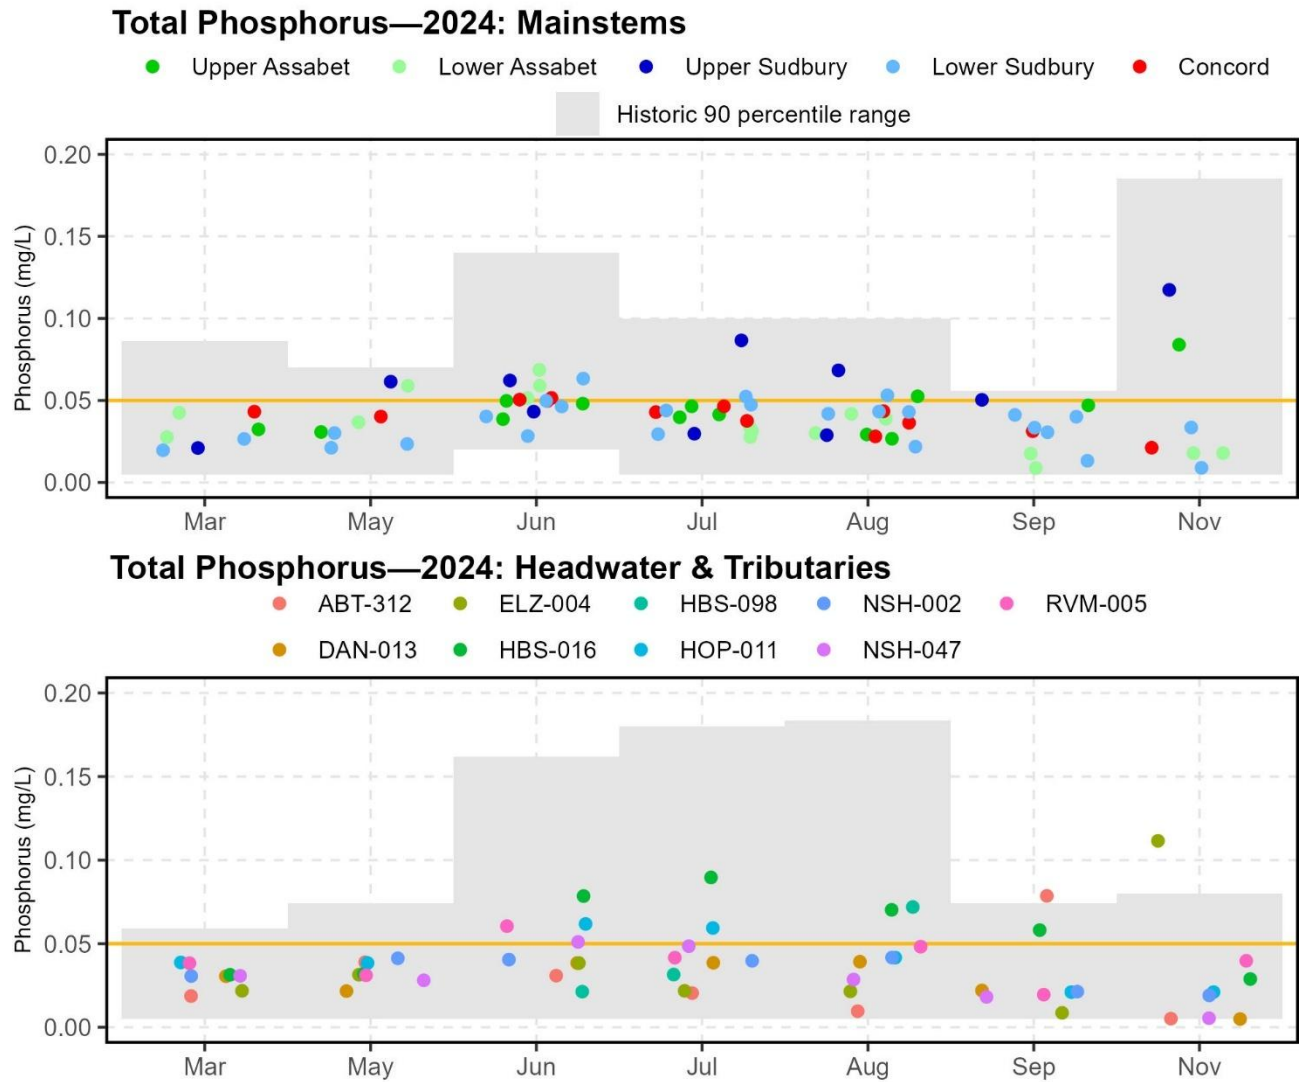 Total Phosphorus—2024: Mainstems
Upper Assabet Lower Assabet Upper Sudbury Lower Sudbury Concord
Historic 90 percentile range
Phosphorus (mg/L)
0.20
0.15
0.10
0.05
0.00
Mar May Jun Jul Aug Sep Nov
Total Phosphorus—2024: Headwater & Tributaries
ABT-312 ELZ-004 HBS-098 NSH-002 RVM-005
DAN-013 HBS-016 HOP-011 NSH-047
Phosphorus (mg/L)
0.20
0.15
0.10
0.05
0.00
Mar May Jun Jul Aug Sep Nov